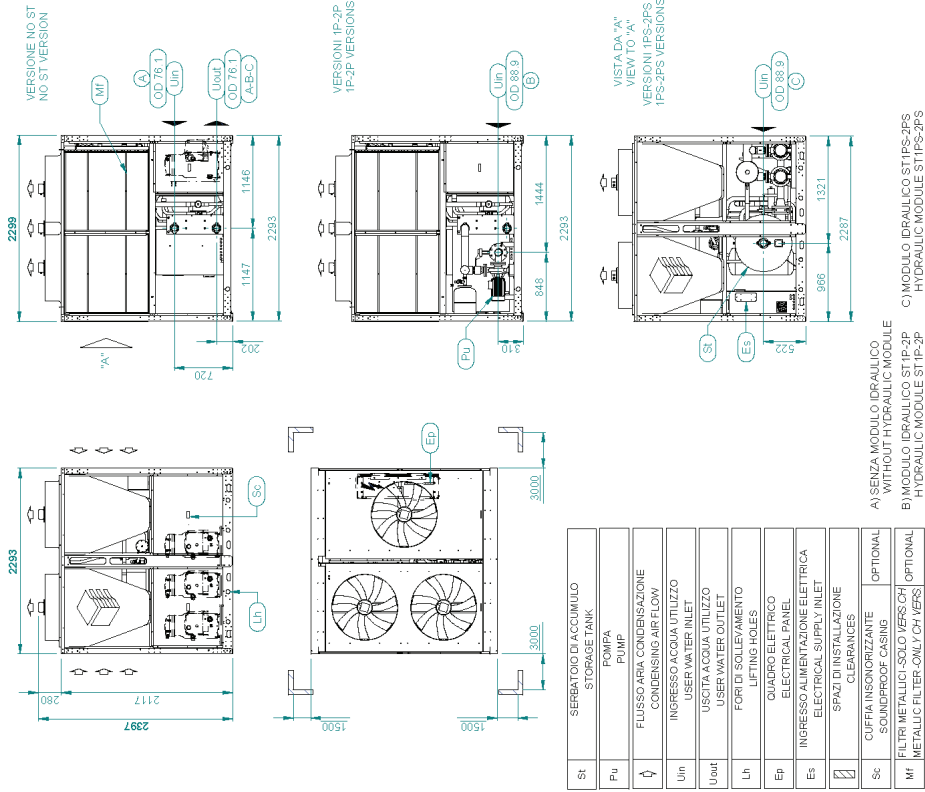 VERSIONE NO ST
NO ST VERSION
Mf
A
OD 76.1
Uin
Uout
OD 76.1
A-B-C
2299
1146
1147
2293
202
720
"A"
VERSIONI 1P-2P
1P-2P VERSIONS
Uin
OD 88.9
B
1444
848
2293
310
Pu
VISTA DA "A"
VIEW TO "A"
VERSIONI 1PS-2PS
1PS-2PS VERSIONS
Uin
OD 88.9
C
1321
966
2287
522
St
Es
2293
Sc
Lh
280
2117
2397
Ep
3000
3000
1500
1500
A) SENZA MODULO IDRAULICO
WITHOUT HYDRAULIC MODULE
B) MODULO IDRAULICO ST1P-2P
HYDRAULIC MODULE ST1P-2P
C) MODULO IDRAULICO ST1PS-2PS
HYDRAULIC MODULE ST1PS-2PS
St SERBATOIO DI ACCUMULO
STORAGE TANK
Pu POMPA
PUMP
FLUSSO ARIA CONDENSAZIONE
CONDENSING AIR FLOW
Uin INGRESSO ACQUA UTILIZZO
USER WATER INLET
Uout USCITA ACQUA UTILIZZO
USER WATER OUTLET
Lh FORI DI SOLLEVAMENTO
LIFTING HOLES
Ep QUADRO ELETTRICO
ELECTRICAL PANEL
Es INGRESSO ALIMENTAZIONE ELETTRICA
ELECTRICAL SUPPLY INLET
SPAZI DI INSTALLAZIONE
CLEARANCES
Sc CUFFIA INSONORIZZANTE OPTIONAL
SOUNDPROOF CASING
Mf FILTRI METALLICI -SOLO VERS.CH OPTIONAL
METALLIC FILTER -ONLY CH VERS.